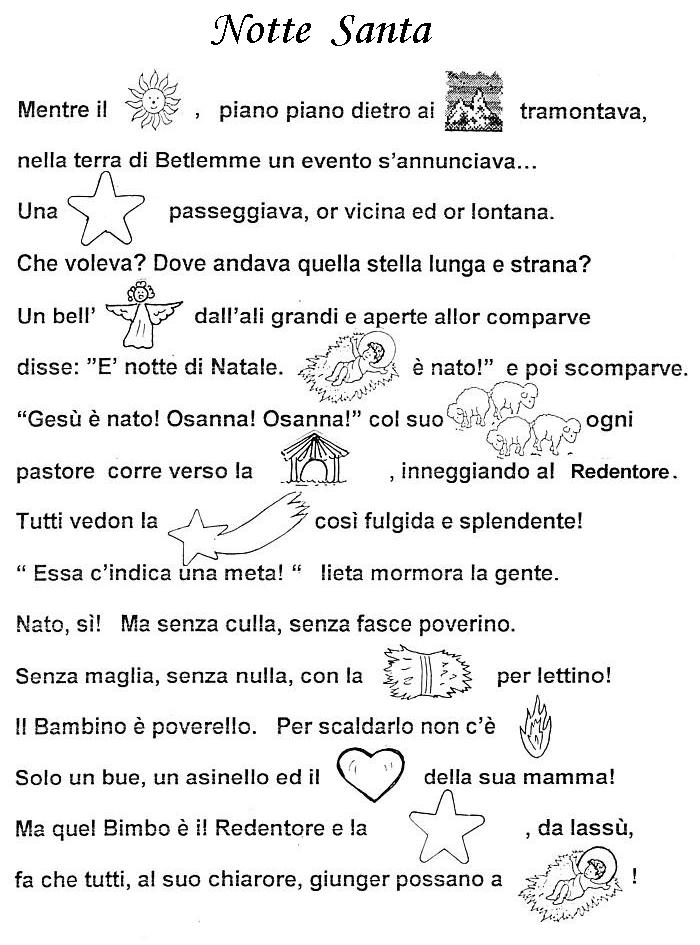 Notte Santa
Mentre il , piano piano dietro ai tramontava,
nella terra di Betlemme un evento s'annunciava...
Una passeggiava, or vicina ed or lontana.
Che voleva? Dove andava quella stella lunga e strana?
Un bell' dall'ali grandi e aperte allor comparve
disse: "E' notte di Natale. è nato!" e poi scomparve.
"Gesù è nato! Osanna! Osanna!" col suo ogni
pastore corre verso la , inneggiando al Redentore.
Tutti vedon la così fulgida e splendente!
" Essa c'indica una meta! " lieta mormora la gente.
Nato, sì! Ma senza culla, senza fasce poverino.
Senza maglia, senza nulla, con la per lettino!
Il Bambino è poverello. Per scaldarlo non c'è
Solo un bue, un asinello ed il della sua mamma!
Ma quel Bimbo è il Redentore e la , da lassù,
fa che tutti, al suo chiarore, giunger possano a !